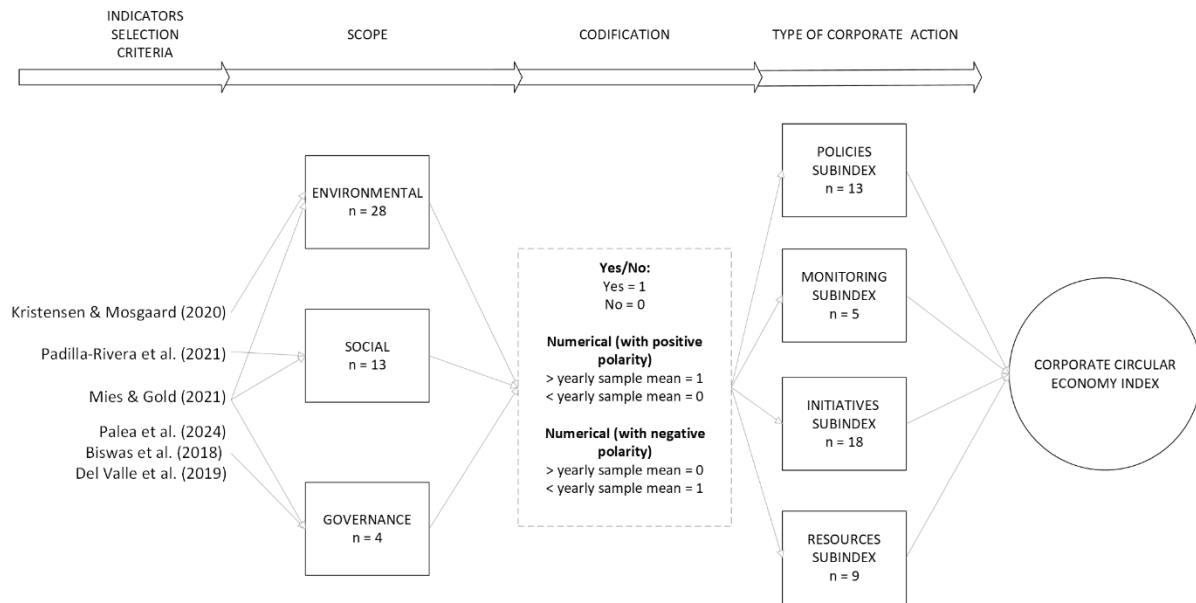 INDICATORS
SELECTION
CRITERIA
SCOPE
CODIFICATION
TYPE OF CORPORATE ACTION
Kristensen & Mosgaard (2020)
Padilla-Rivera et al. (2021)
Mies & Gold (2021)
Palea et al. (2024)
Biswas et al. (2018)
Del Valle et al. (2019)
ENVIRONMENTAL
n = 28
SOCIAL
n = 13
GOVERNANCE
n = 4
Yes/No:
Yes = 1
No = 0
Numerical (with positive
polarity)
> yearly sample mean = 1
< yearly sample mean = 0
Numerical (with negative
polarity)
> yearly sample mean = 0
< yearly sample mean = 1
POLICIES
SUBINDEX
n = 13
MONITORING
SUBINDEX
n = 5
INITIATIVES
SUBINDEX
n = 18
RESOURCES
SUBINDEX
n = 9
CORPORATE CIRCULAR
ECONOMY INDEX